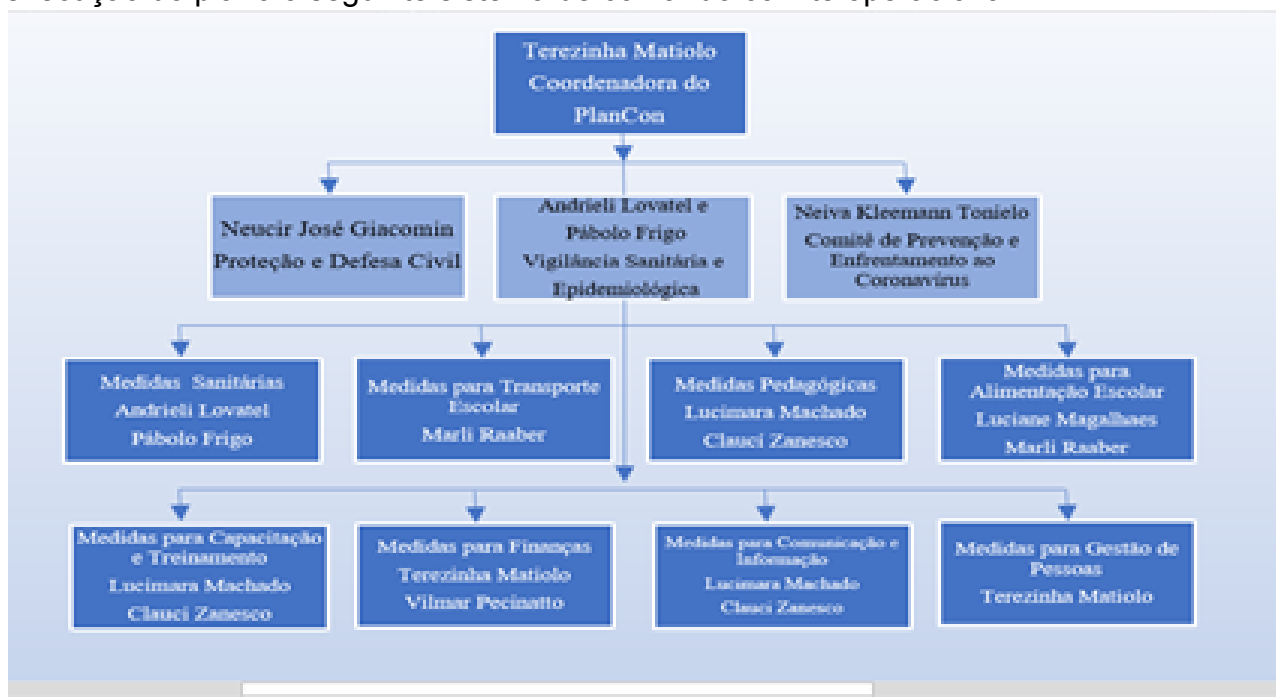 Terezinha Matiolo
Coordenadora do
PlanCon
Neucir José Giacomin
Proteção e Defesa Civil
Andrieli Lovatel e
Pábolo Frigo
Vigilância Sanitária e
Epidemiológica
Neiva Kleemann Tonielo
Comitê de Prevenção e
Enfrentamento ao
Coronavírus
Medidas Sanitárias
Andrieli Lovatel
Pábolo Frigo
Medidas para Transporte
Escolar
Marli Raaber
Medidas Pedagógicas
Lucimara Machado
Clauci Zanesco
Medidas para
Alimentação Escolar
Luciane Magalhaes
Marli Raaber
Medidas para Capacitação
e Treinamento
Lucimara Machado
Clauci Zanesco
Medidas para Finanças
Terezinha Matiolo
Vilmar Pecinatto
Medidas para Comunicação e
Informação
Lucimara Machado
Clauci Zanesco
Medidas para Gestão de
Pessoas
Terezinha Matiolo